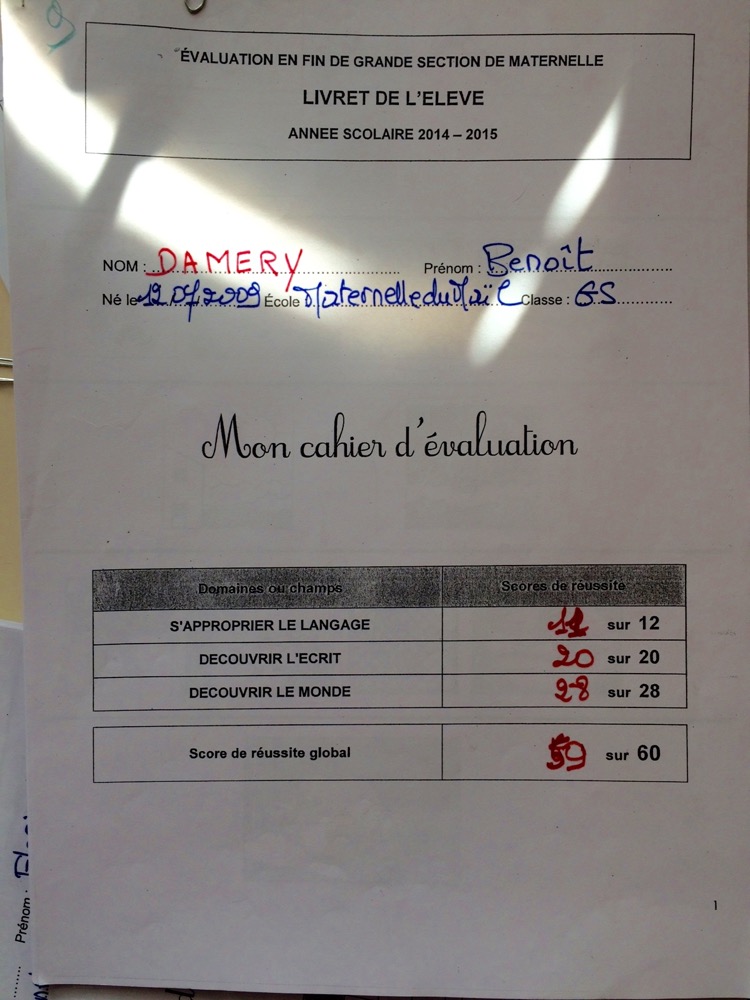 ÉVALUATION EN FIN DE GRANDE SECTION DE MATERNELLE
LIVRET DE L'ELEVE
ANNEE SCOLAIRE 2014 – 2015
NOM : DAMERY Prénom : Benoît
Né le 19 07/2009 École Maternelle du Maïl Classe : GS
Mon cahier d'évaluation
Domaines ou champs Scores de réussite
S'APPROPRIER LE LANGAGE 11 sur 12
DECOUVRIR L'ECRIT 20 sur 20
DECOUVRIR LE MONDE 28 sur 28
Score de réussite global 59 sur 60
1
Prénom :